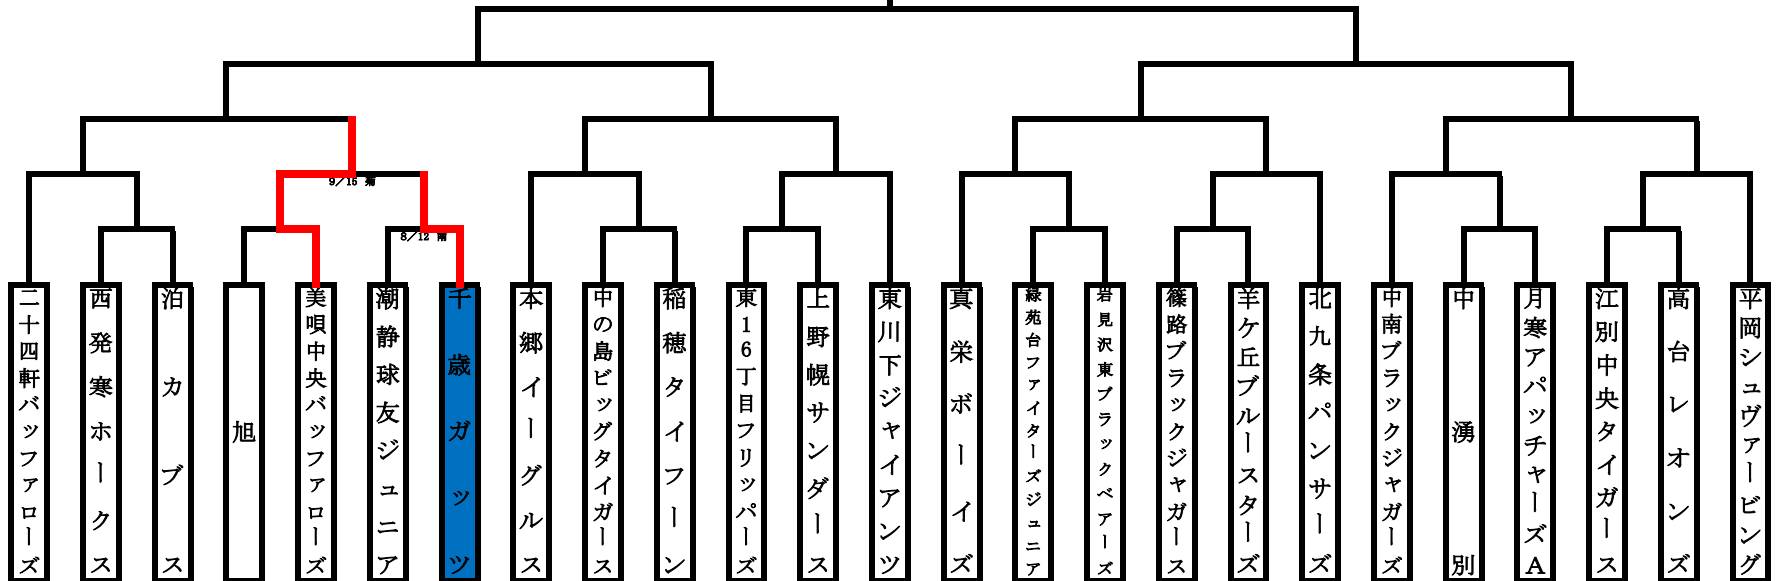 9/16
8/12
二十四軒バッファローズ
西発寒ホークス
泊カブス
旭
美唄中央バッファローズ
潮静球友ジュニア
千歳ガッツ
本郷イーグルス
中の島ビッグタイガース
稲穂タイフーン
東16丁目フリッパーズ
上野幌サンダース
東川下ジャイアンツ
真栄ボーイズ
緑苑台ファイターズジュニア
岩見沢東ブラックベアーズ
篠路ブラックジャガース
羊ケ丘ブルースターズ
北九条パンサーズ
中南ブラックジャガーズ
中湧別
月寒アパッチャーズA
江別中央タイガース
高台レオンズ
平岡シュヴァービング